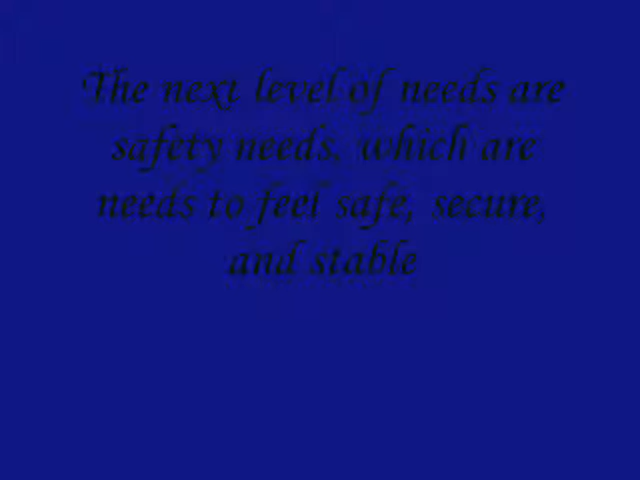 The next level of needs are
safety needs, which are
needs to feel safe, secure,
and stable